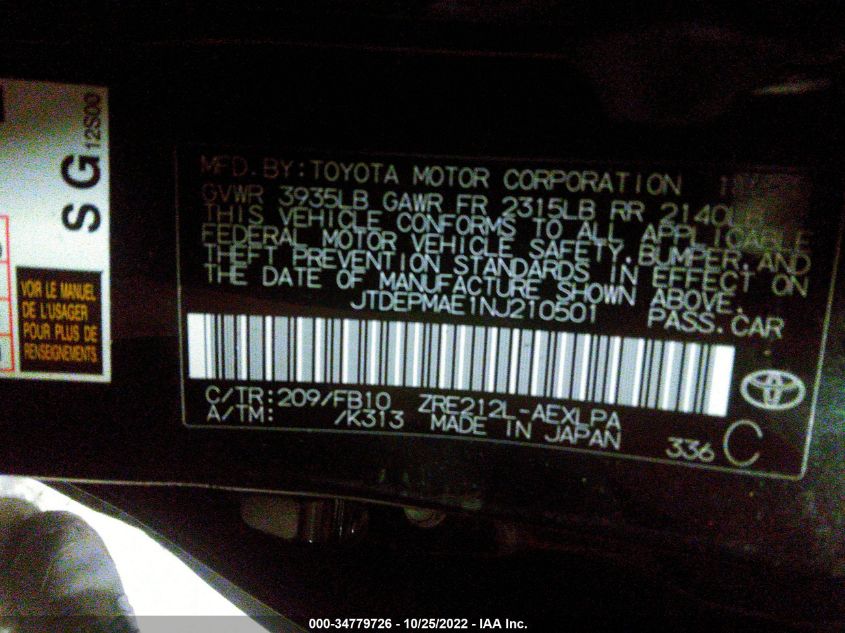 SG
12S00
VOIR LE MANUEL
DE L'USAGER
POUR PLUS DE
RENSEIGNEMENTS
MFD.BY:TOYOTA MOTOR CORPORATION
GVWR 3935LB GAWR FR 2315LB RR 2140LB
THIS VEHICLE CONFORMS TO ALL APPLICABLE
FEDERAL MOTOR VEHICLE SAFETY,BUMPER,AND
THEFT PREVENTION STANDARDS IN EFFECT ON
THE DATE OF MANUFACTURE SHOWN ABOVE.
JTDEPMAE1NJ210501 PASS.CAR
C/TR:209/FB10 ZRE212L-AEXLPA
A/TM: /K313 MADE IN JAPAN 336 C
000-34779726 - 10/25/2022 - IAA Inc.